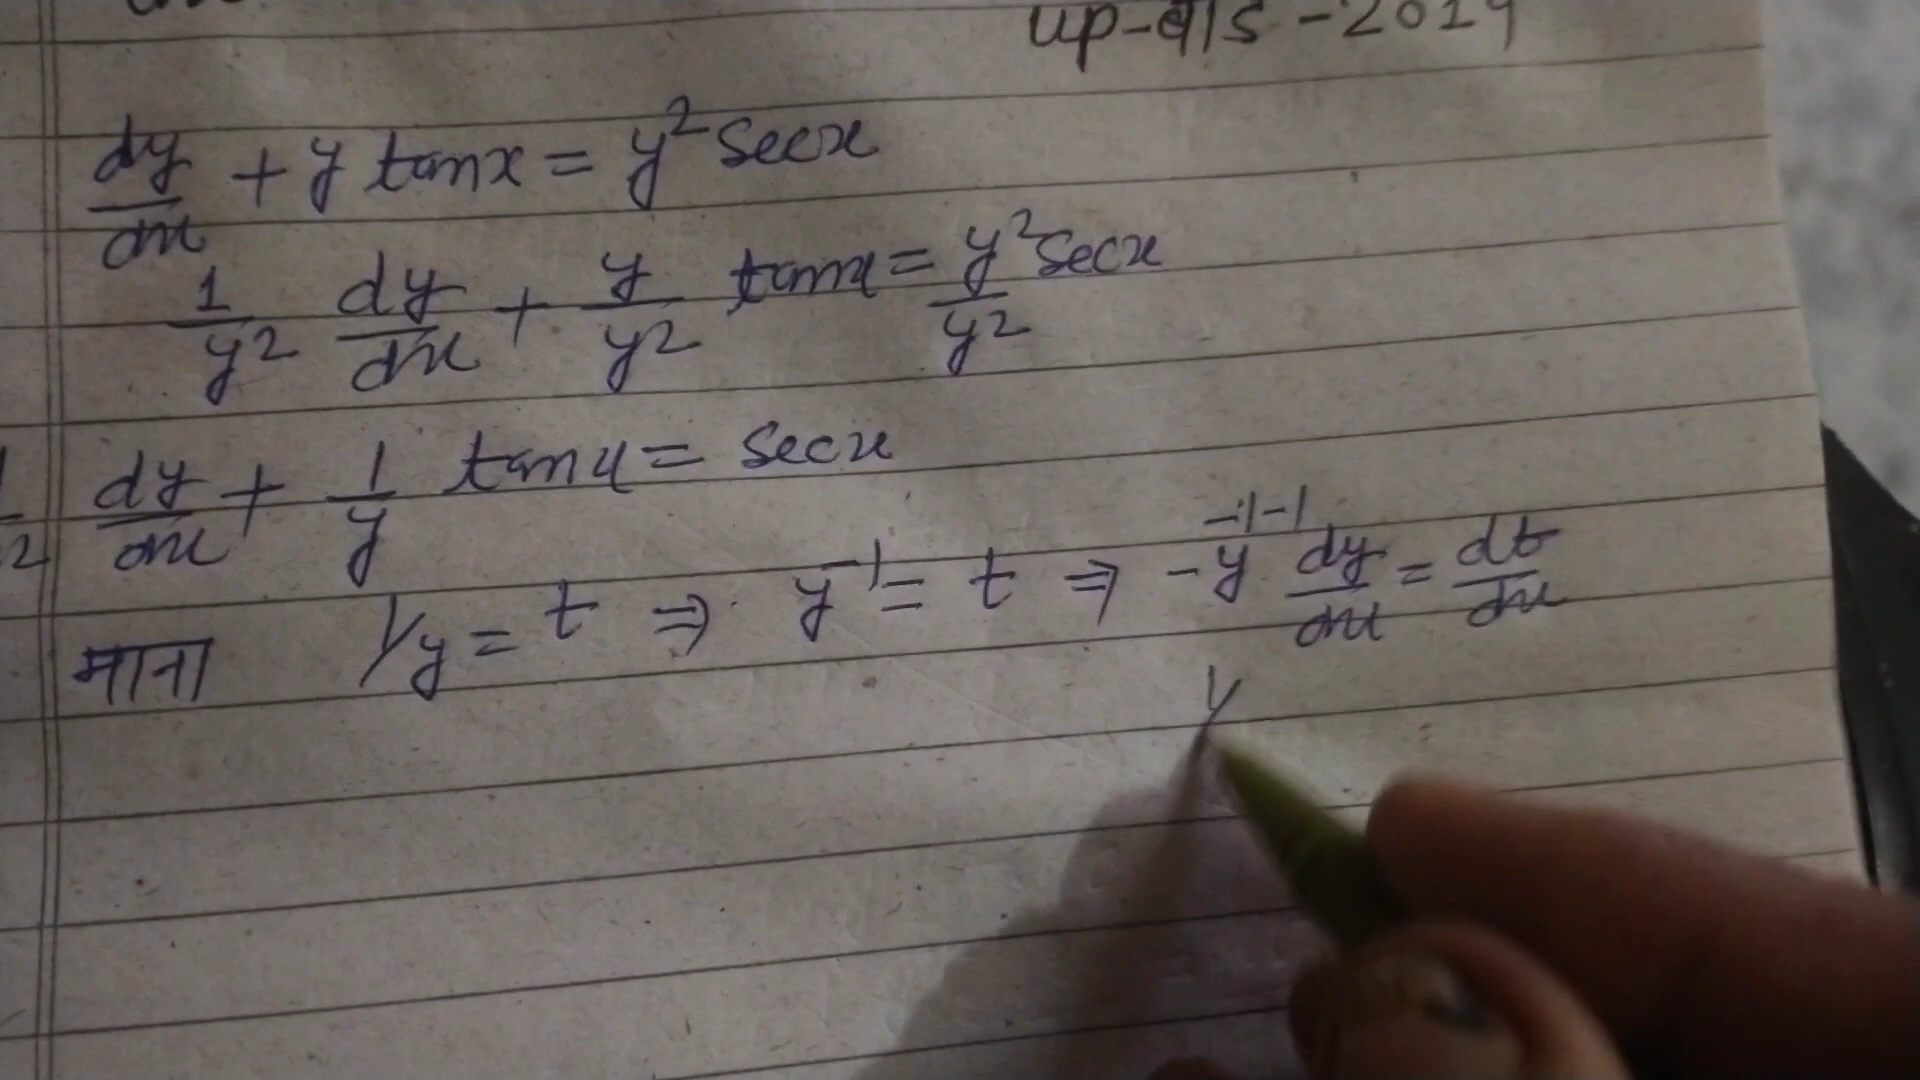 up-बोर्ड - 2019
dy/dx + y tanx = y² secx
1/y² dy/dx + y/y² tanx = y² secx/y²
dy/dx + 1/y tanx = secx
माना 1/y = t ⇒ y⁻¹ = t ⇒ -y⁻¹⁻¹ dy/dx = dt/dx
1/